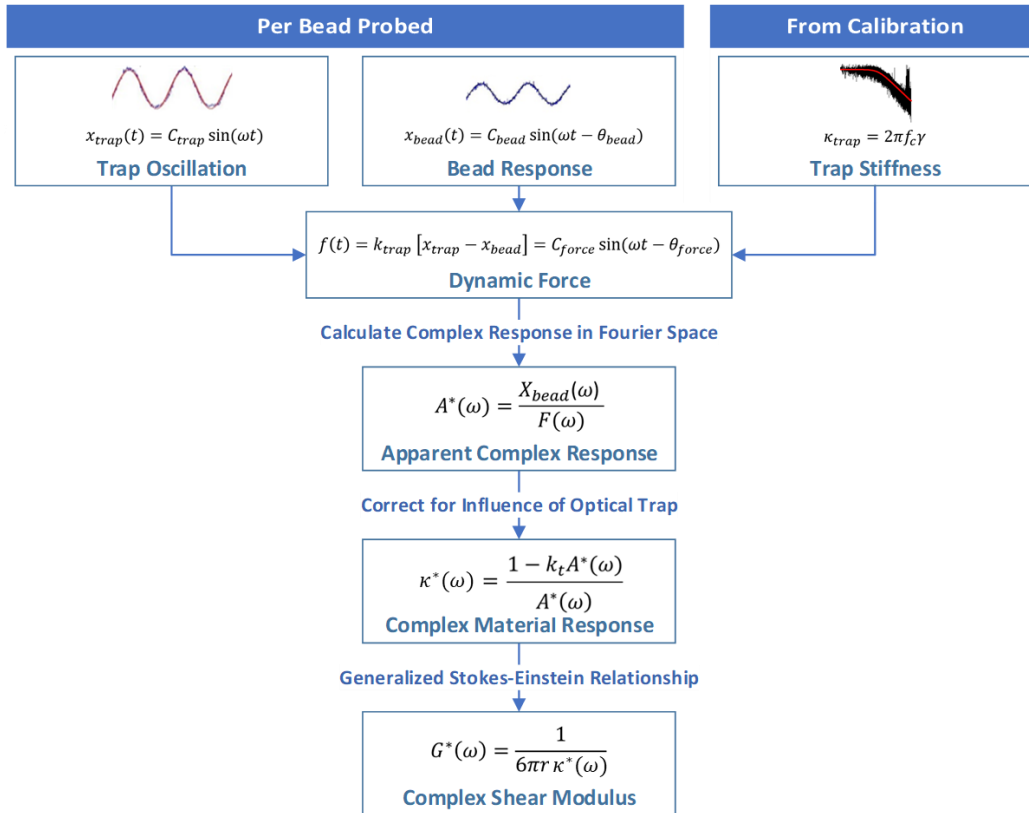 Per Bead Probed
From Calibration
x_trap(t) = C_trap sin(ωt)
Trap Oscillation
x_bead(t) = C_bead sin(ωt − θ_bead)
Bead Response
κ_trap = 2πf_cγ
Trap Stiffness
f(t) = k_trap [x_trap − x_bead] = C_force sin(ωt − θ_force)
Dynamic Force
Calculate Complex Response in Fourier Space
A*(ω) = X_bead(ω) / F(ω)
Apparent Complex Response
Correct for Influence of Optical Trap
κ*(ω) = 1 − k_t A*(ω) / A*(ω)
Complex Material Response
Generalized Stokes-Einstein Relationship
G*(ω) = 1 / 6πr κ*(ω)
Complex Shear Modulus